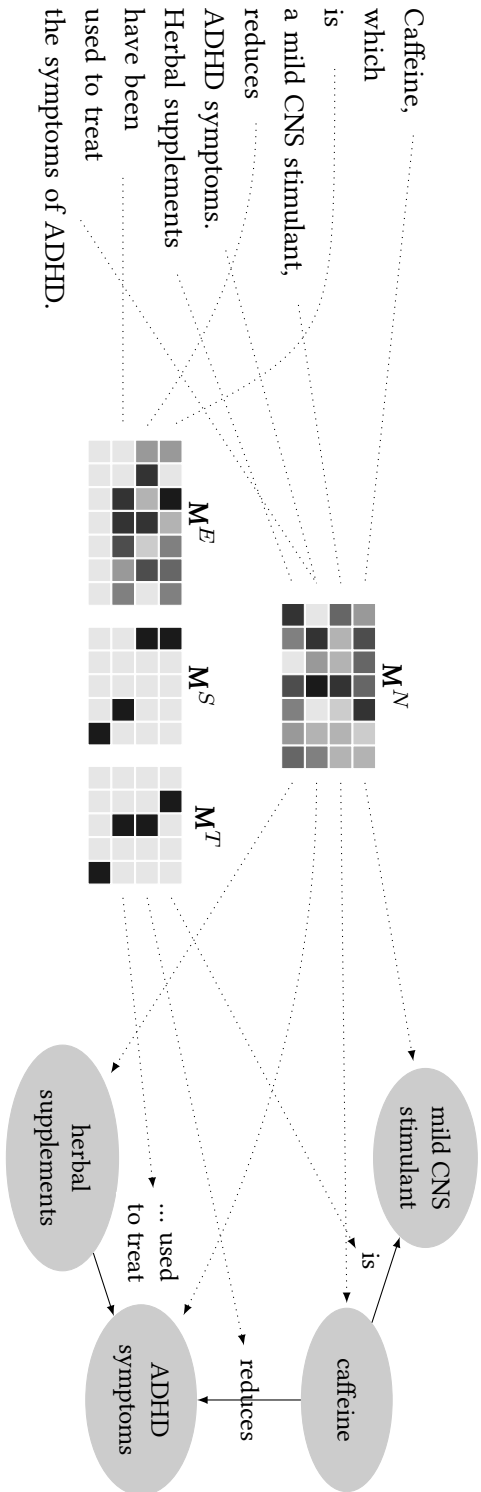 Caffeine,
which
is
a mild CNS stimulant,
reduces
ADHD symptoms.
Herbal supplements
have been
used to treat
the symptoms of ADHD.
M^N
M^E
M^S
M^T
mild CNS
stimulant
is
caffeine
reduces
... used
to treat
herbal
supplements
ADHD
symptoms